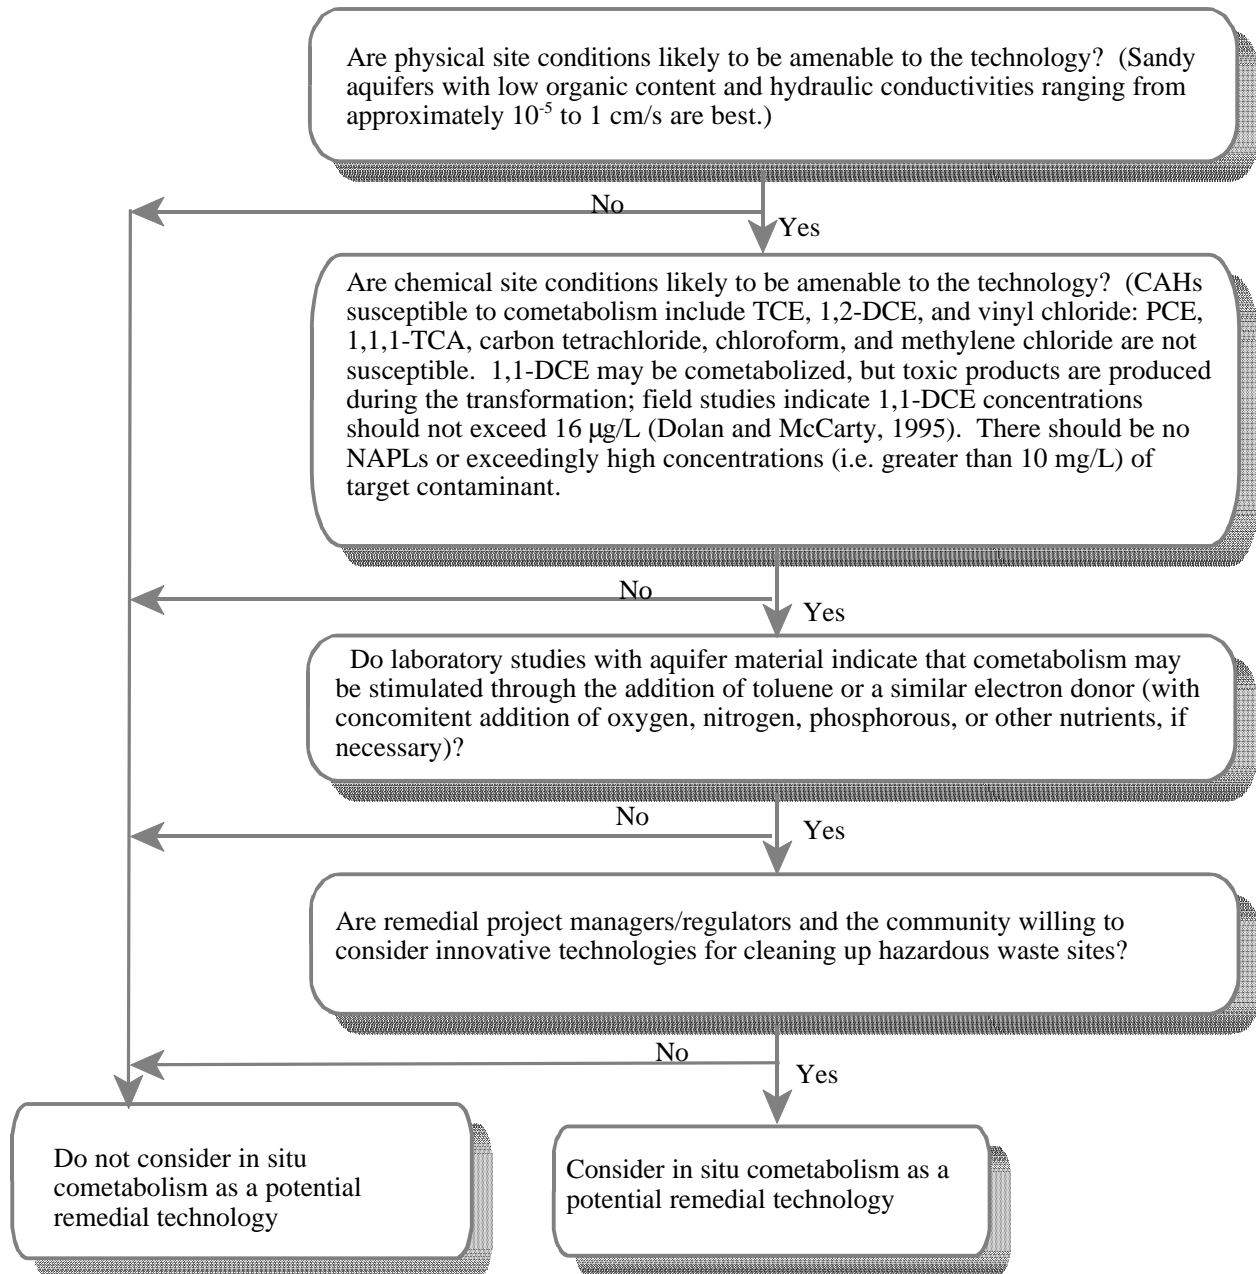 Are physical site conditions likely to be amenable to the technology?  (Sandy
aquifers with low organic content and hydraulic conductivities ranging from
approximately 10⁻⁵ to 1 cm/s are best.)
No
Yes
Are chemical site conditions likely to be amenable to the technology?  (CAHs
susceptible to cometabolism include TCE, 1,2-DCE, and vinyl chloride: PCE,
1,1,1-TCA, carbon tetrachloride, chloroform, and methylene chloride are not
susceptible.  1,1-DCE may be cometabolized, but toxic products are produced
during the transformation; field studies indicate 1,1-DCE concentrations
should not exceed 16 µg/L (Dolan and McCarty, 1995).  There should be no
NAPLs or exceedingly high concentrations (i.e. greater than 10 mg/L) of
target contaminant.
No
Yes
Do laboratory studies with aquifer material indicate that cometabolism may
be stimulated through the addition of toluene or a similar electron donor (with
concomitent addition of oxygen, nitrogen, phosphorous, or other nutrients, if
necessary)?
No
Yes
Are remedial project managers/regulators and the community willing to
consider innovative technologies for cleaning up hazardous waste sites?
No
Yes
Do not consider in situ
cometabolism as a potential
remedial technology
Consider in situ cometabolism as a
potential remedial technology